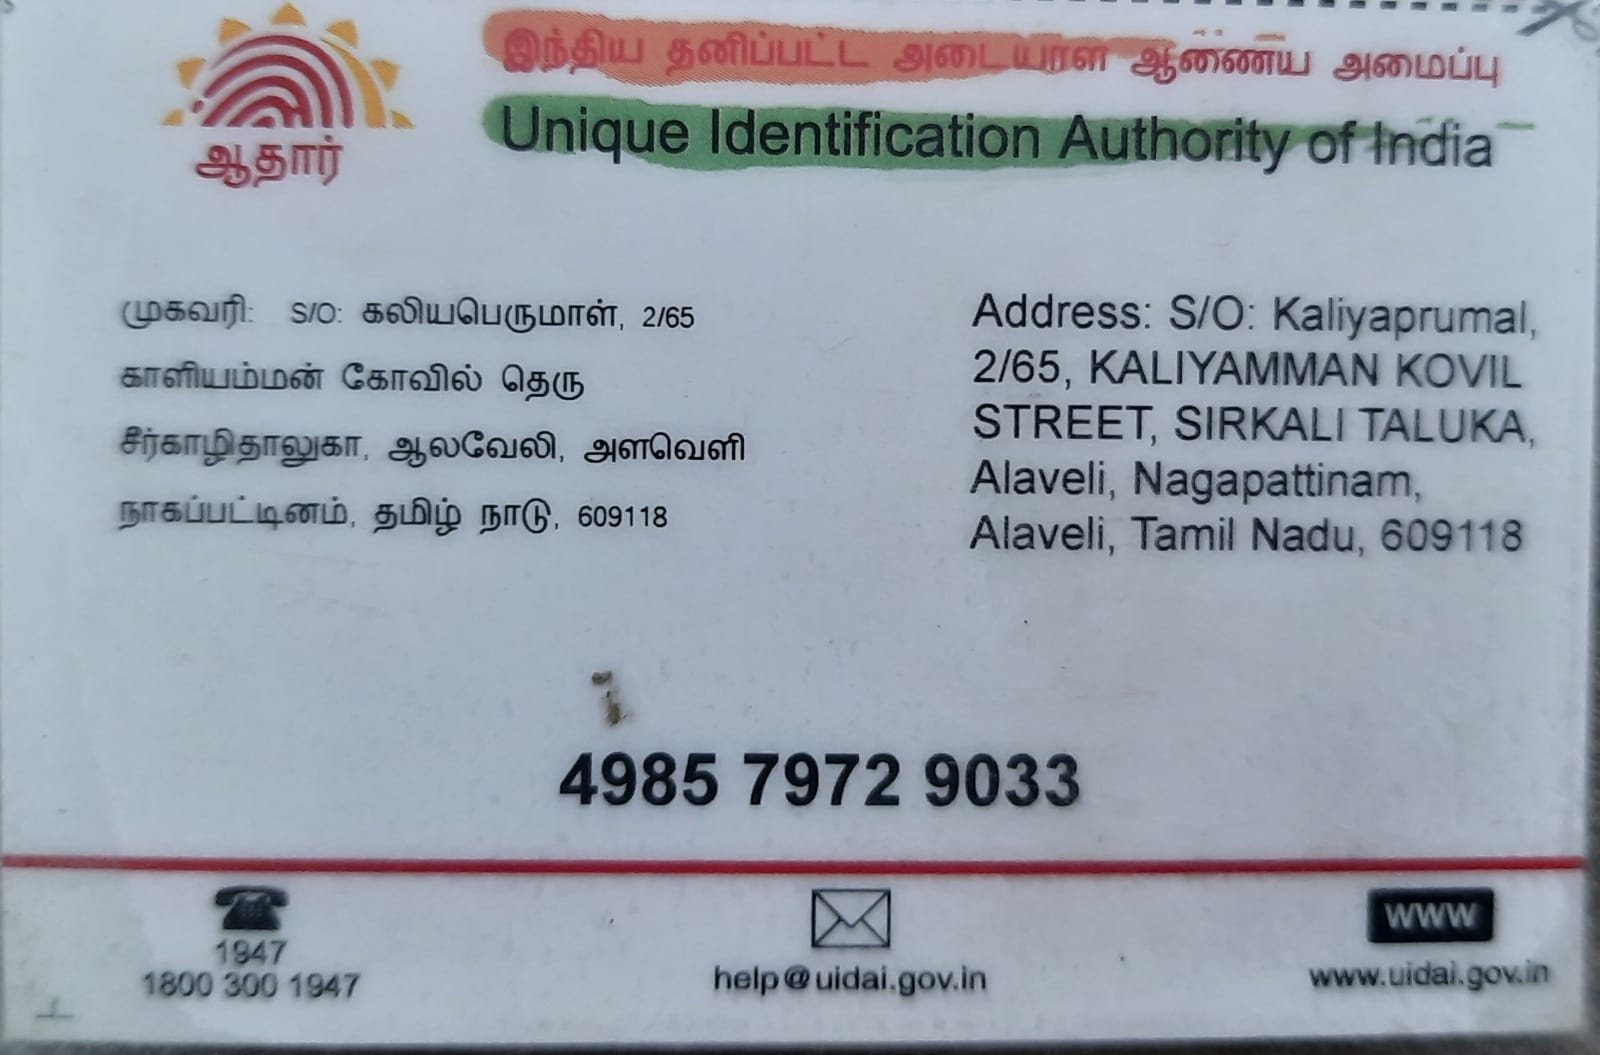 இந்திய தனிப்பட்ட அடையாள ஆணைய அமைப்பு
Unique Identification Authority of India
ஆதார்
முகவரி: S/O: கலியபெருமாள், 2/65
காளியம்மன் கோவில் தெரு
சீர்காழிதாலுகா, ஆலவேலி, அளவெளி
நாகப்பட்டினம், தமிழ் நாடு, 609118
Address: S/O: Kaliyaprumal,
2/65, KALIYAMMAN KOVIL
STREET, SIRKALI TALUKA,
Alaveli, Nagapattinam,
Alaveli, Tamil Nadu, 609118
4985 7972 9033
1947
1800 300 1947
help@uidai.gov.in
WWW
www.uidai.gov.in